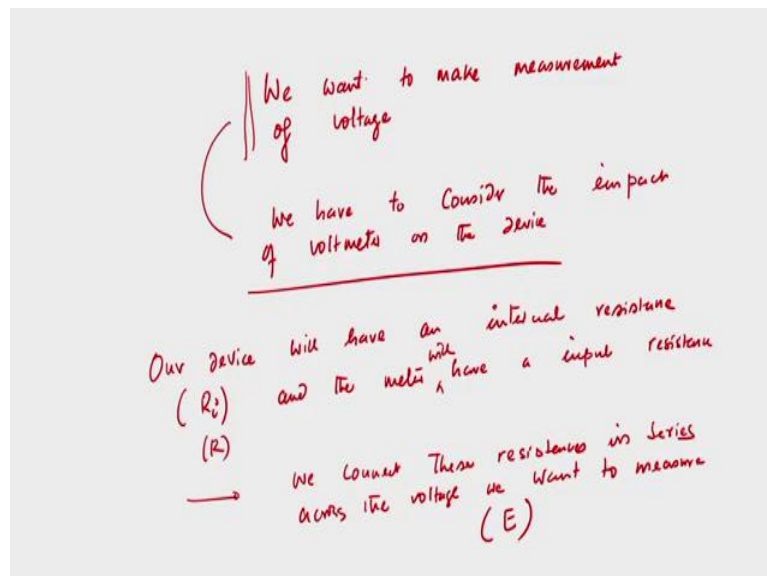 We want to make measurement
of voltage
We have to Consider the impact
of voltmeter on the device
Our device will have an internal resistance
(Ri) and the meter will have a input resistance
(R)
We connect These resistances in Series
across the voltage we want to measure
(E)